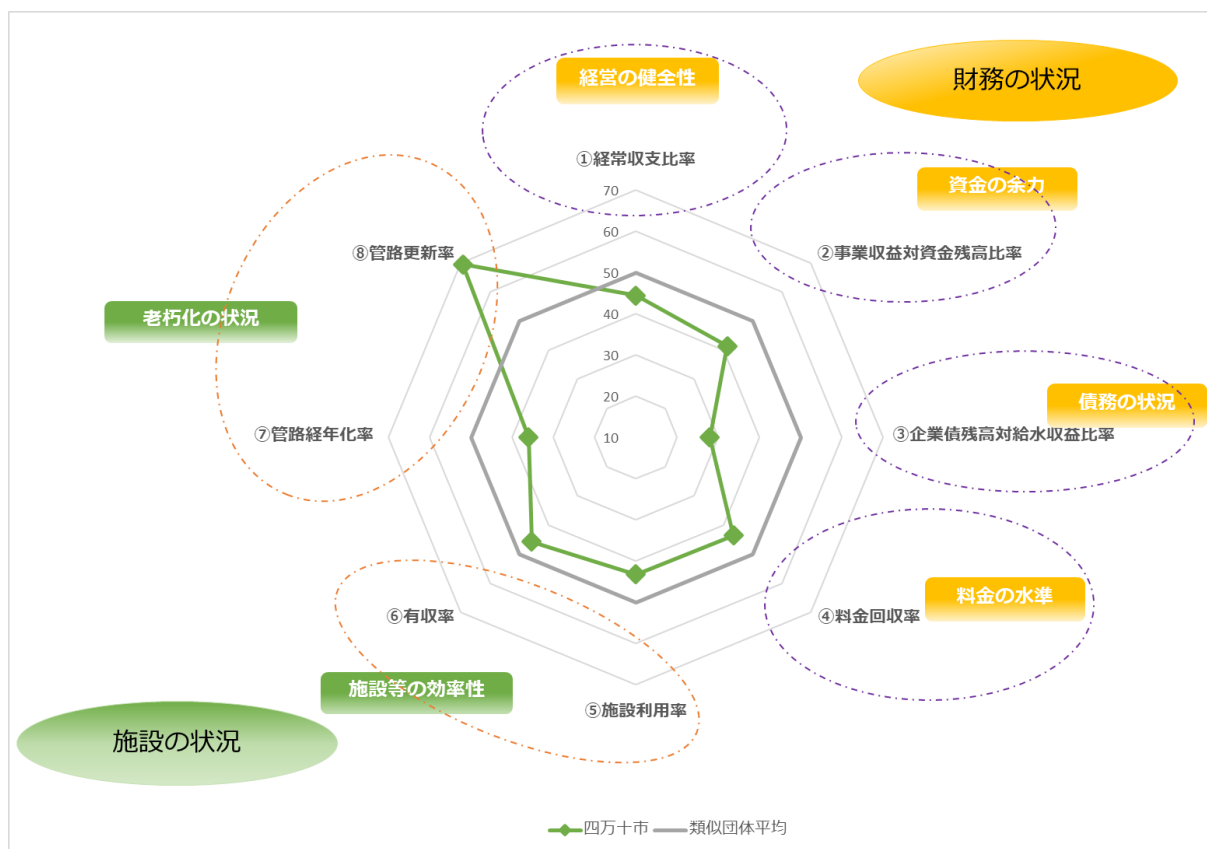 経営の健全性
財務の状況
①経常収支比率
資金の余力
②事業収益対資金残高比率
債務の状況
③企業債残高対給水収益比率
料金の水準
④料金回収率
⑤施設利用率
施設等の効率性
⑥有収率
施設の状況
⑦管路経年化率
老朽化の状況
⑧管路更新率
70
60
50
40
30
20
10
四万十市
類似団体平均